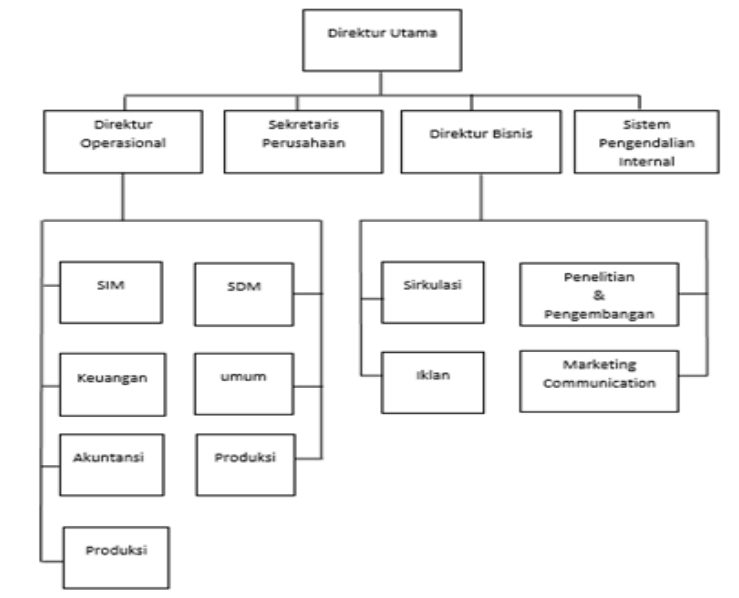 Direktur Utama
Direktur
Operasional
Sekretaris
Perusahaan
Direktur Bisnis
Sistem
Pengendalian
Internal
SIM
SDM
Sirkulasi
Penelitian
&
Pengembangan
Keuangan
umum
Iklan
Marketing
Communication
Akuntansi
Produksi
Produksi